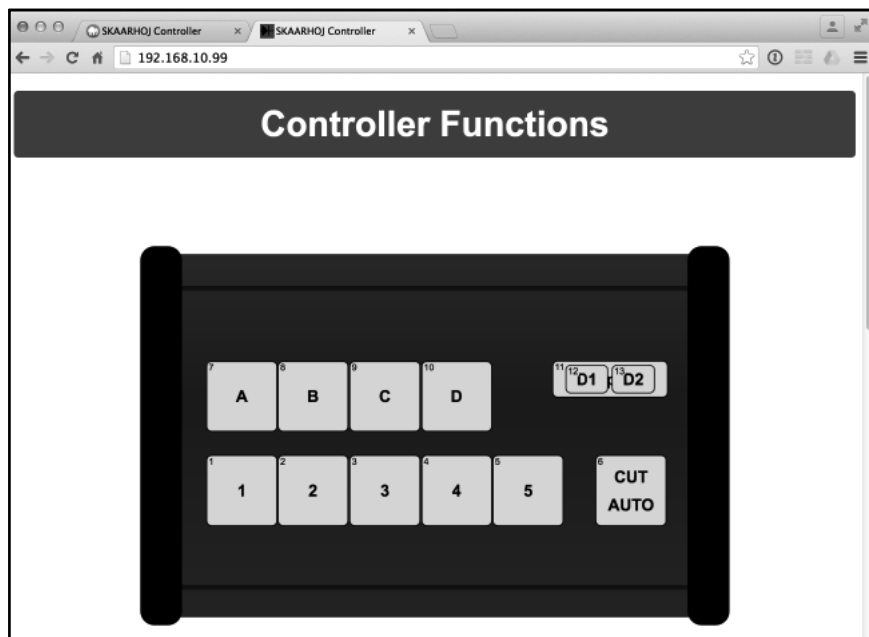 SKAARHOJ Controller
SKAARHOJ Controller
192.168.10.99
Controller Functions
7 A
8 B
9 C
10 D
11
12 D1
13 D2
1 1
2 2
3 3
4 4
5 5
6 CUT
AUTO